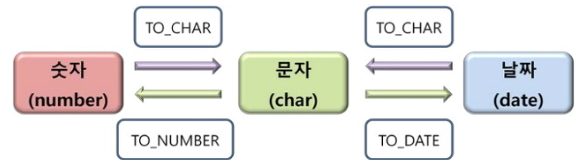 TO_CHAR
TO_CHAR
숫자
(number)
문자
(char)
날짜
(date)
TO_NUMBER
TO_DATE